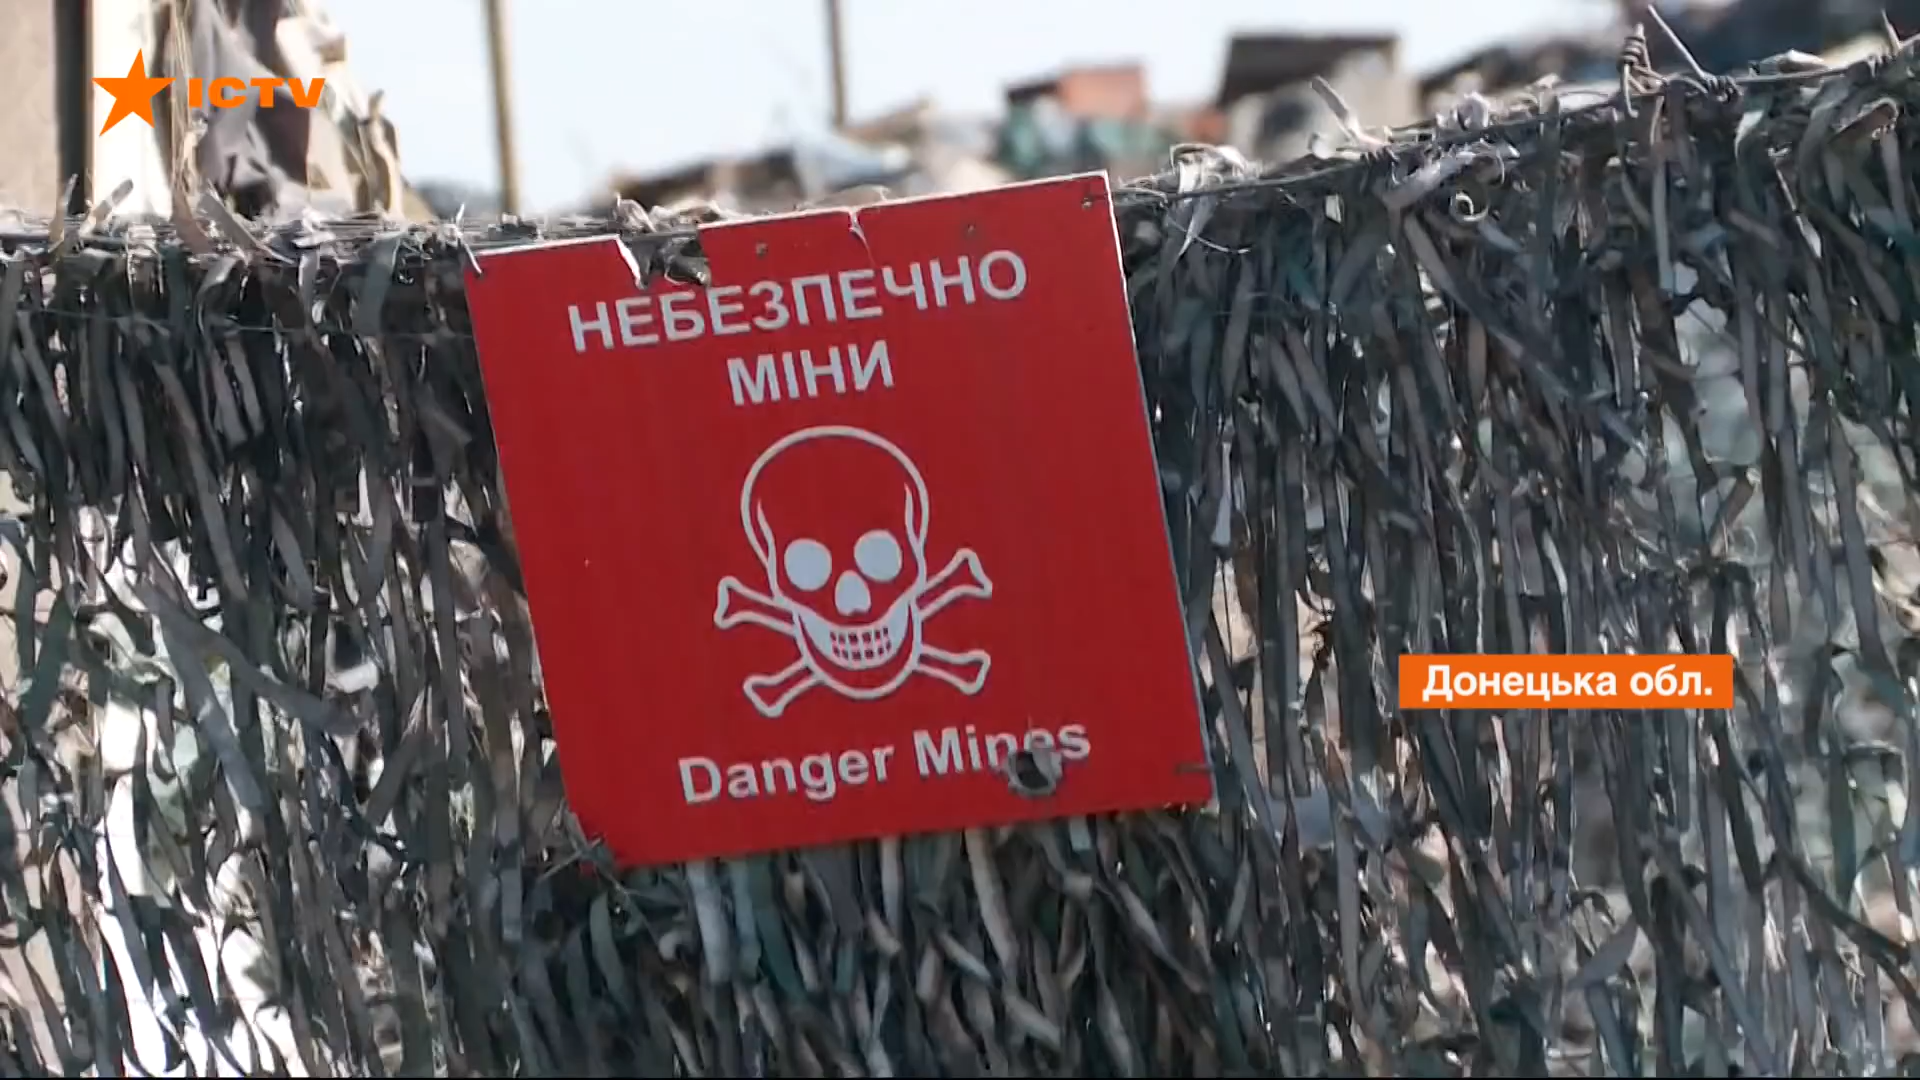 ICTV
НЕБЕЗПЕЧНО
МІНИ
Danger Mines
Донецька обл.